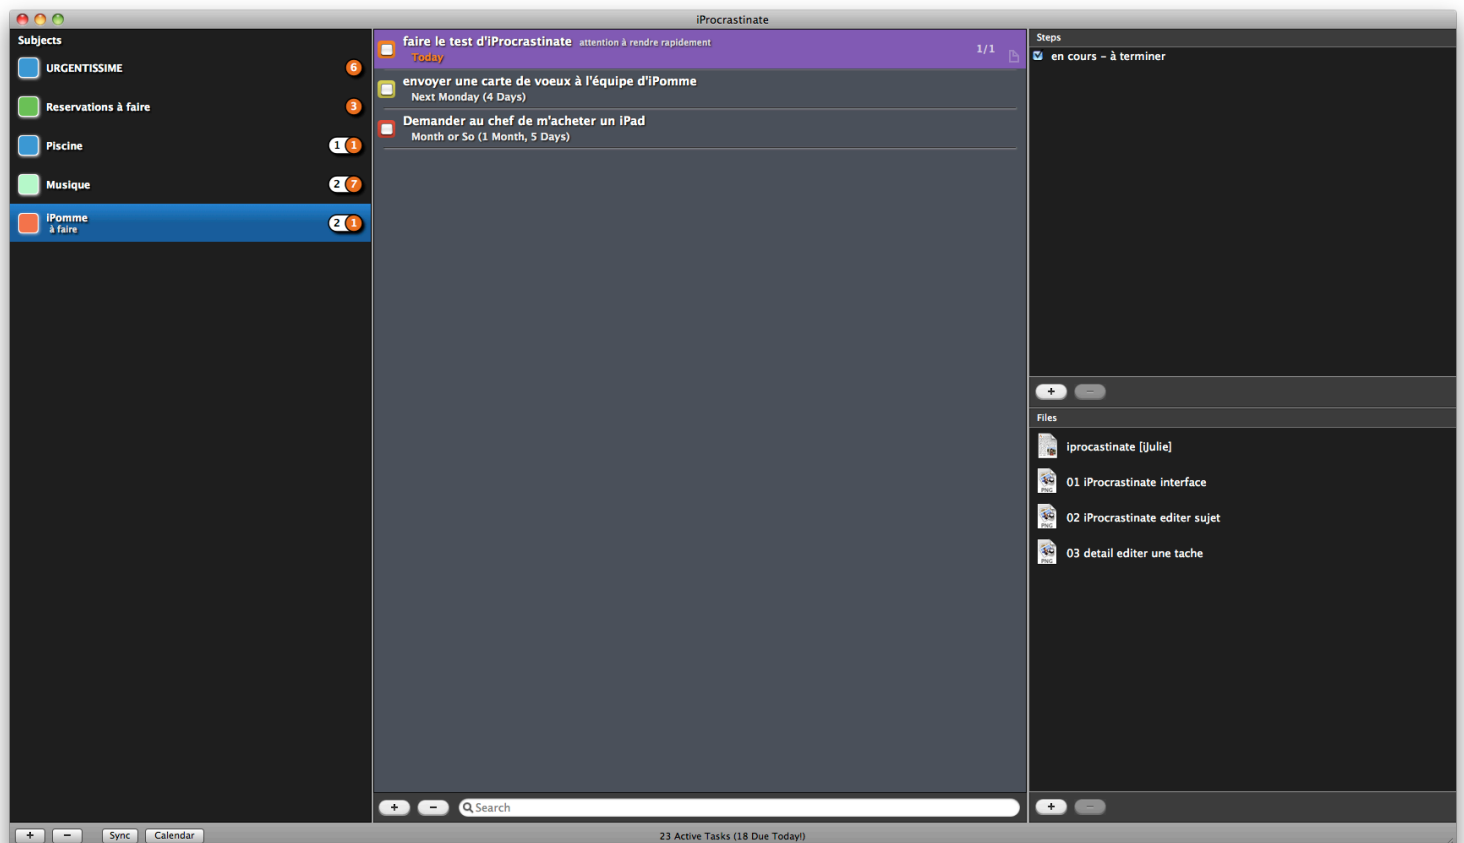 iProcrastinate
Subjects
URGENTISSIME
6
Reservations à faire
3
Piscine
1 1
Musique
2 7
iPomme
2 1
à faire
faire le test d'iProcrastinate attention à rendre rapidement
1/1
Today
envoyer une carte de voeux à l'équipe d'iPomme
Next Monday (4 Days)
Demander au chef de m'acheter un iPad
Month or So (1 Month, 5 Days)
Search
Steps
en cours – à terminer
Files
iprocastinate [iJulie]
PNG
01 iProcrastinate interface
PNG
02 iProcrastinate editer sujet
PNG
03 detail editer une tache
Sync
Calendar
23 Active Tasks (18 Due Today!)